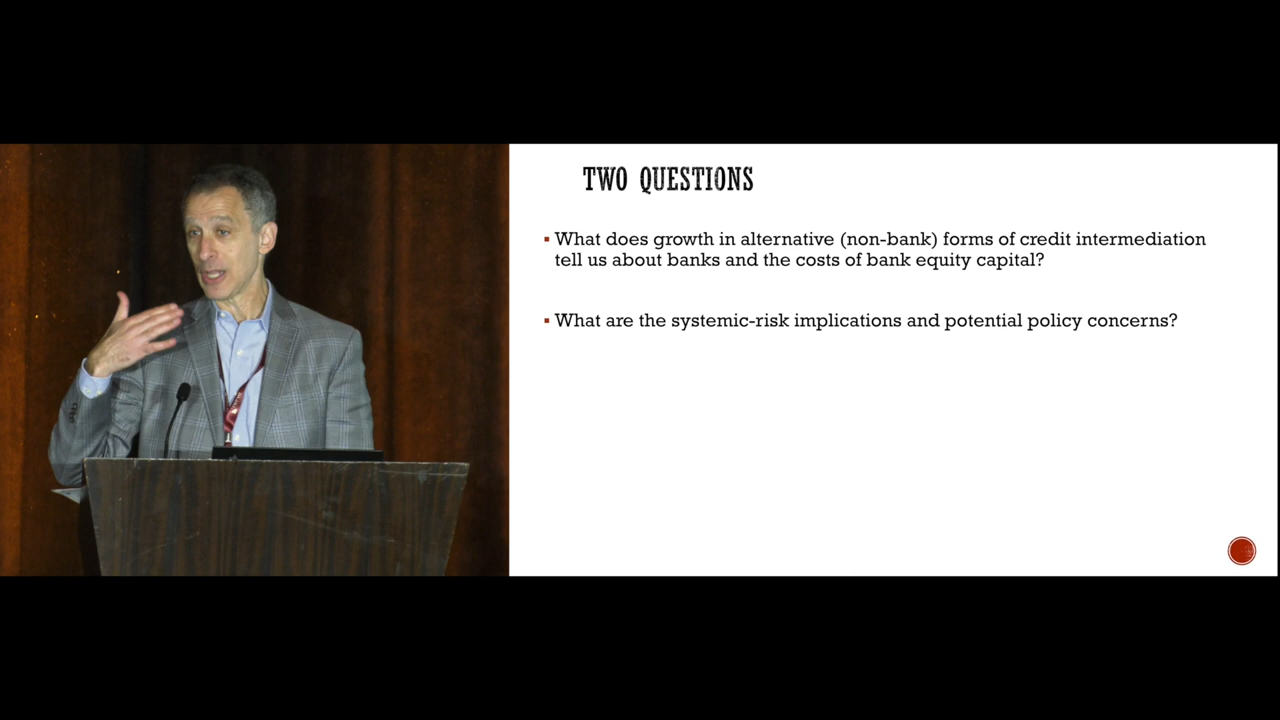 TWO QUESTIONS
▪ What does growth in alternative (non-bank) forms of credit intermediation
tell us about banks and the costs of bank equity capital?
▪ What are the systemic-risk implications and potential policy concerns?